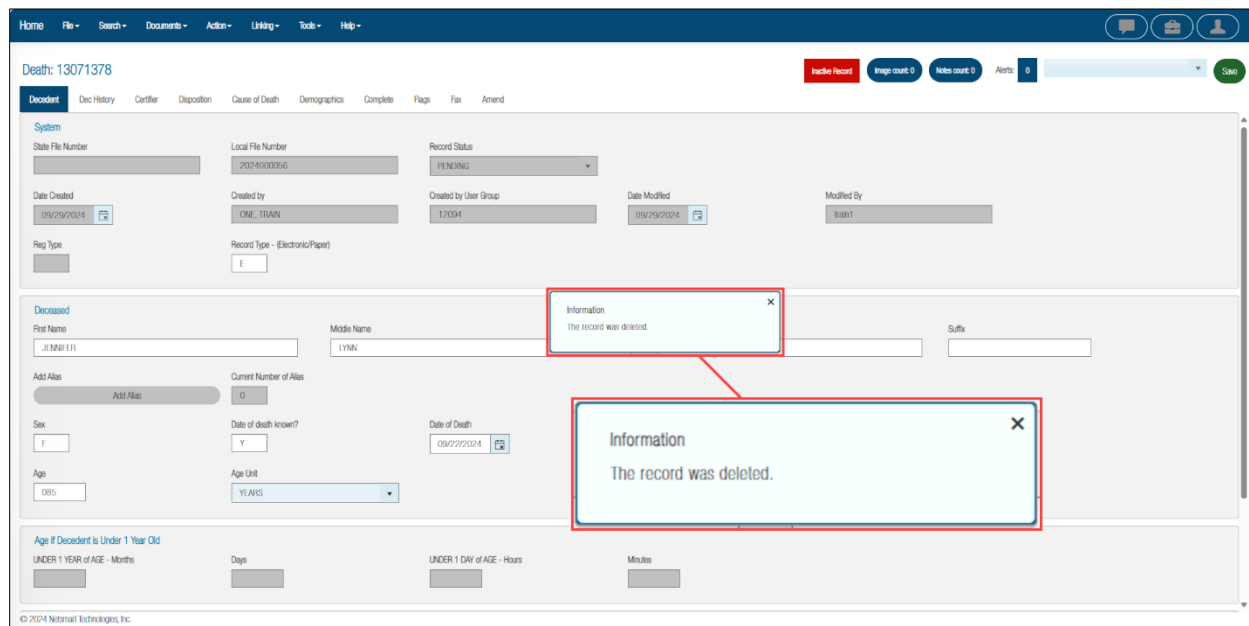 Home File Search Documents Action Linking Tools Help
Death: 13071378
Inactive Record Image count: 0 Notes count: 0 Alerts: 0 Save
Decedent Dec History Certifier Disposition Cause of Death Demographics Complete Flags Fax Amend
System
State File Number Local File Number Record Status
2024000056 PENDING
Date Created Created by Created by User Group Date Modified Modified By
09/29/2024 ONE, TRAIN 12094 09/29/2024 train1
Reg Type Record Type - (Electronic/Paper)
E
Deceased
First Name Middle Name Suffix
JENNIFER LYNN
Information
The record was deleted.
Add Alias Current Number of Alias
Add Alias 0
Sex Date of death known? Date of Death
F Y 09/22/2024
Age Age Unit
085 YEARS
Information
The record was deleted.
Age if Decedent is Under 1 Year Old
UNDER 1 YEAR of AGE - Months Days UNDER 1 DAY of AGE - Hours Minutes
© 2024 Netsmart Technologies, Inc.